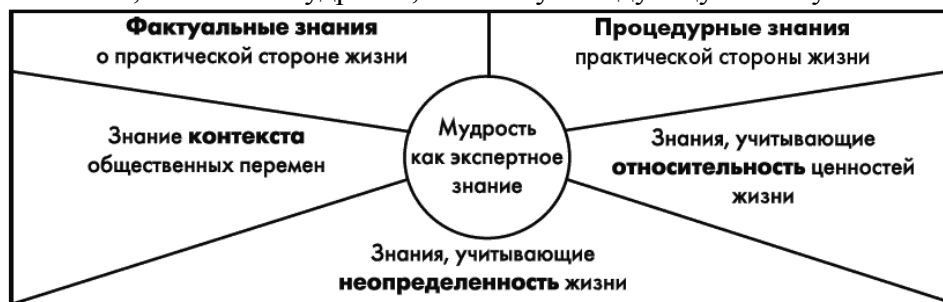 Фактуальные знания
о практической стороне жизни
Процедурные знания
практической стороны жизни
Знание контекста
общественных перемен
Мудрость
как экспертное
знание
Знания, учитывающие
относительность ценностей
жизни
Знания, учитывающие
неопределенность жизни